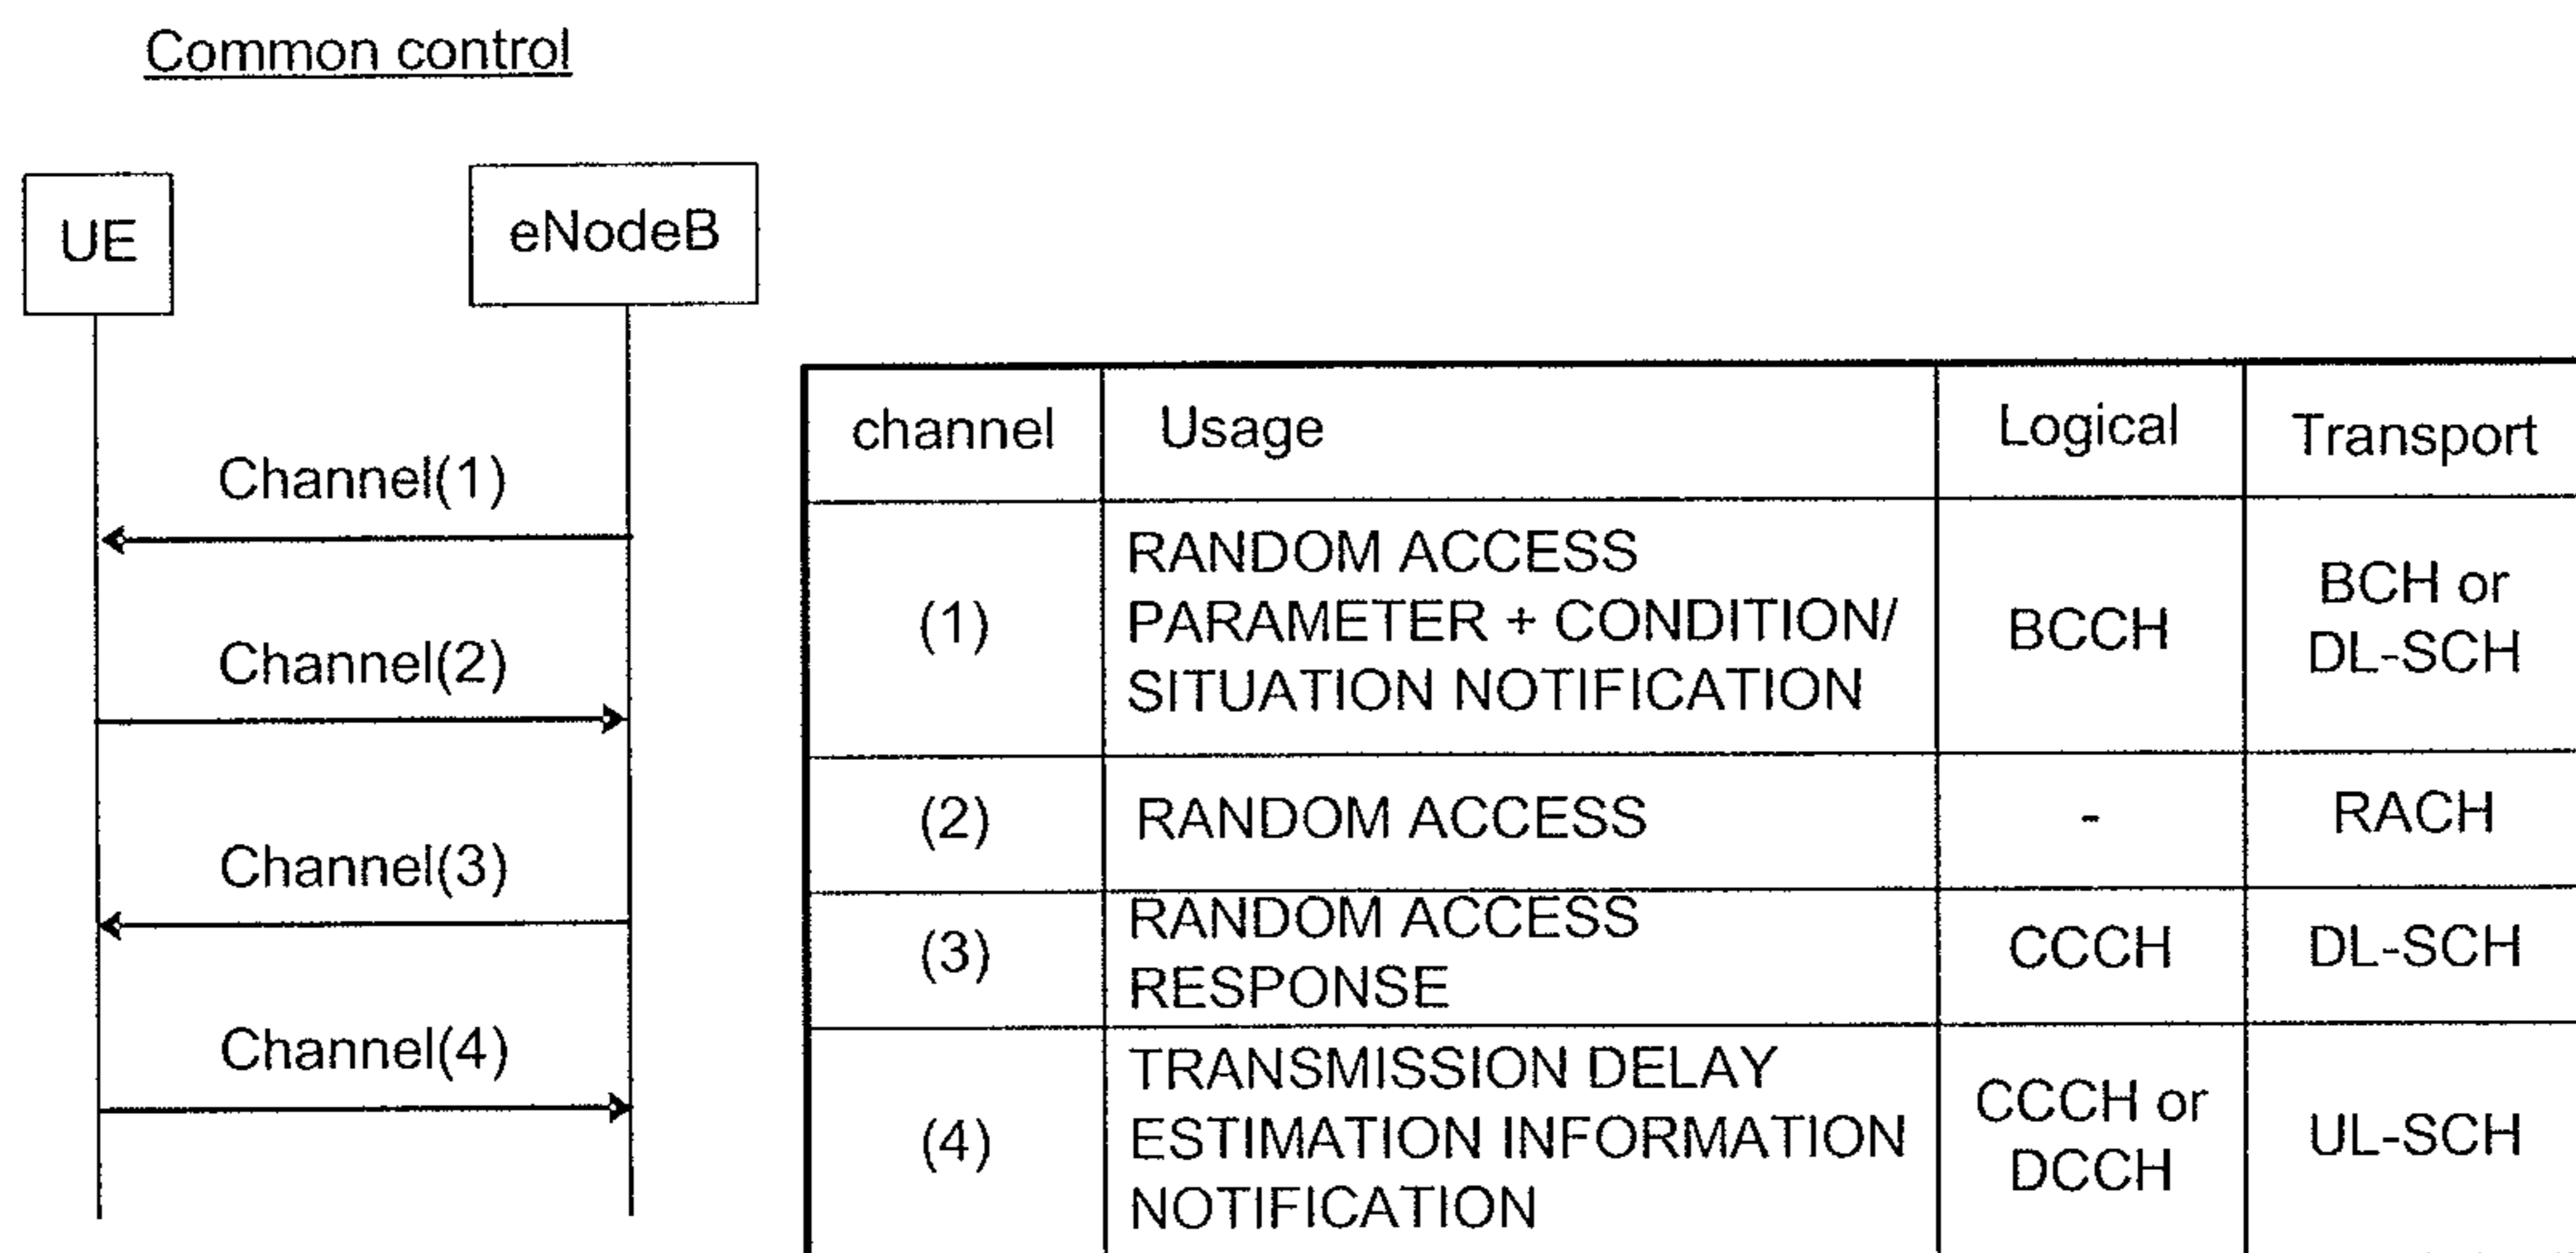 Common control
UE
eNodeB
Channel(1)
Channel(2)
Channel(3)
Channel(4)
channel
Usage
Logical
Transport
(1)
RANDOM ACCESS
PARAMETER + CONDITION/
SITUATION NOTIFICATION
BCCH
BCH or
DL-SCH
(2)
RANDOM ACCESS
-
RACH
(3)
RANDOM ACCESS
RESPONSE
CCCH
DL-SCH
(4)
TRANSMISSION DELAY
ESTIMATION INFORMATION
NOTIFICATION
CCCH or
DCCH
UL-SCH